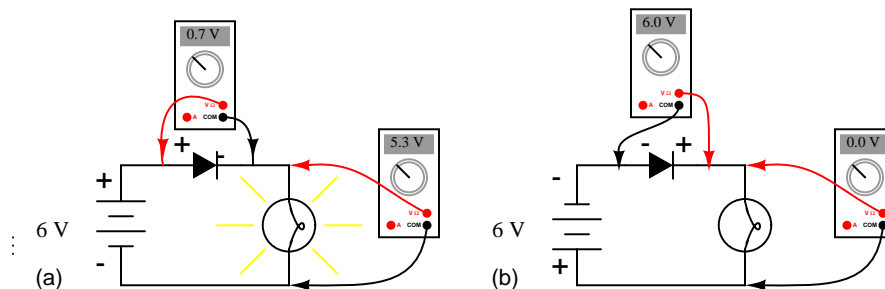 0.7 V
V Ω
A COM
+ -
5.3 V
V Ω
A COM
+
6 V
-
(a)
6.0 V
V Ω
A COM
- +
0.0 V
V Ω
A COM
-
6 V
+
(b)